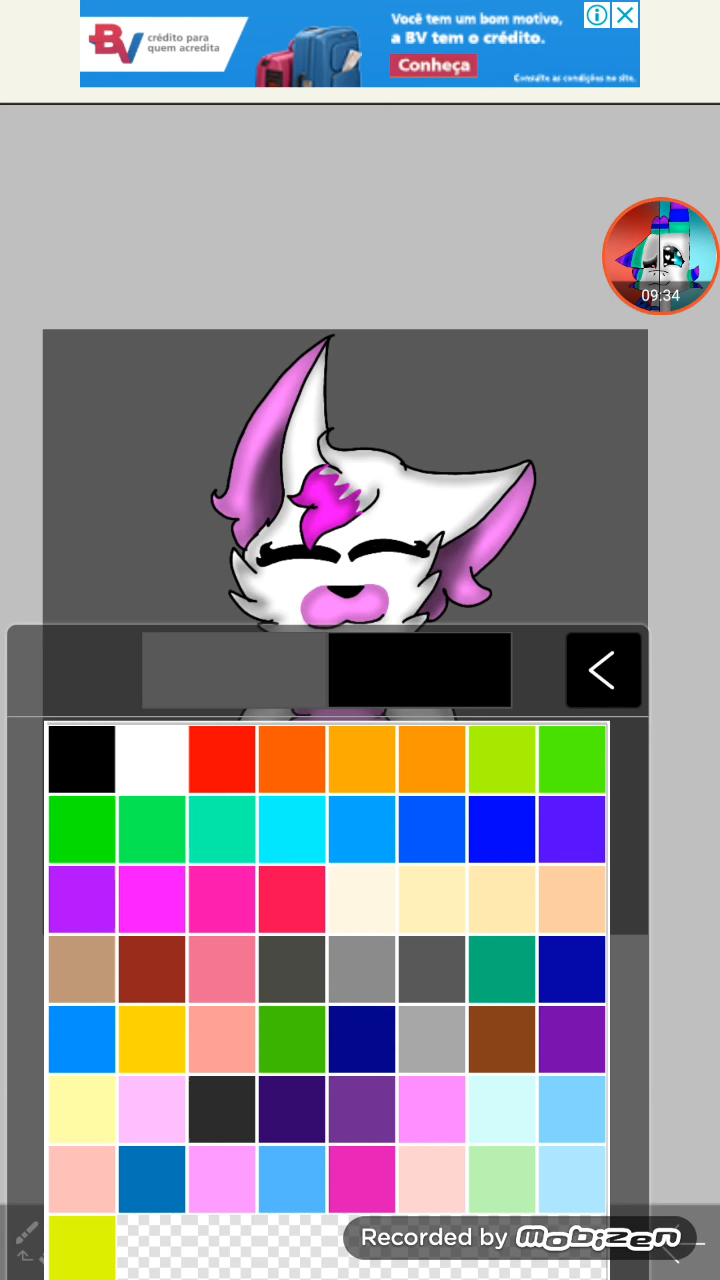 BV
crédito para
quem acredita
Você tem um bom motivo,
a BV tem o crédito.
Conheça
Consulte as condições no site.
09:34
Recorded by mobizen